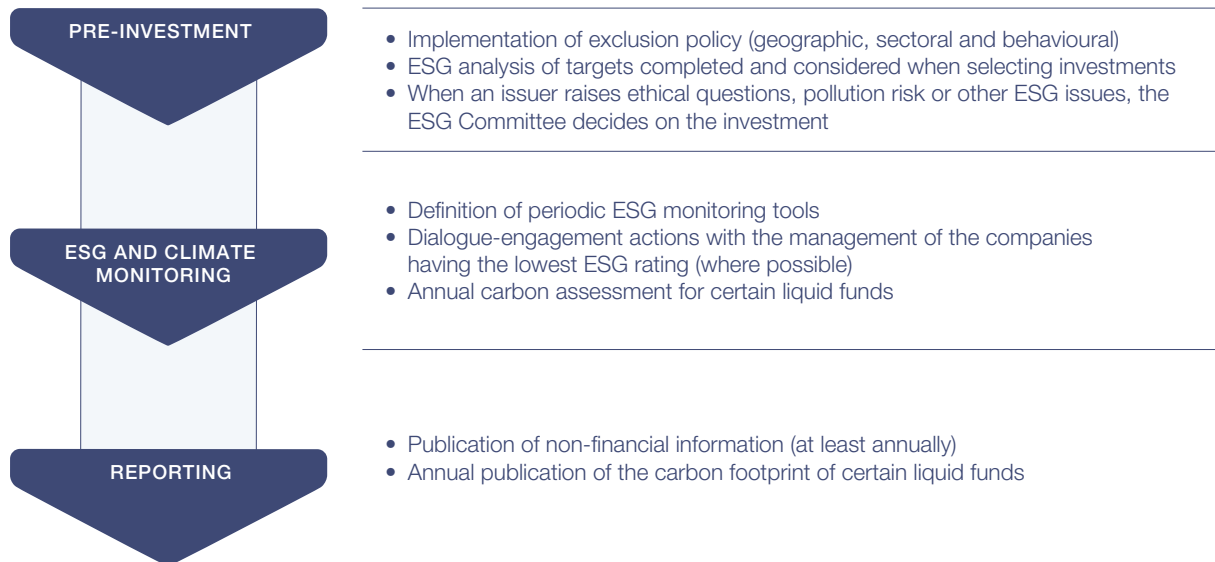 PRE-INVESTMENT
• Implementation of exclusion policy (geographic, sectoral and behavioural)
• ESG analysis of targets completed and considered when selecting investments
• When an issuer raises ethical questions, pollution risk or other ESG issues, the
ESG Committee decides on the investment
ESG AND CLIMATE
MONITORING
• Definition of periodic ESG monitoring tools
• Dialogue-engagement actions with the management of the companies
having the lowest ESG rating (where possible)
• Annual carbon assessment for certain liquid funds
REPORTING
• Publication of non-financial information (at least annually)
• Annual publication of the carbon footprint of certain liquid funds